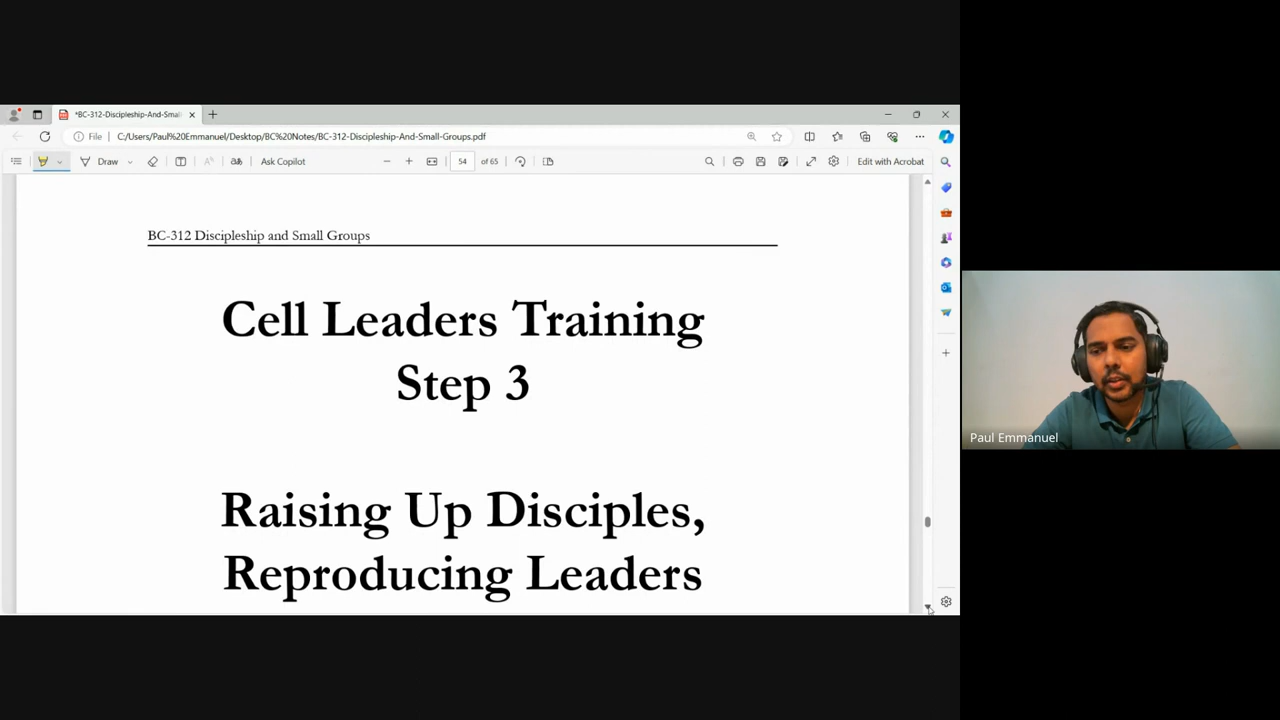 *BC-312-Discipleship-And-Small-
File
C:/Users/Paul%20Emmanuel/Desktop/BC%20Notes/BC-312-Discipleship-And-Small-Groups.pdf
Draw
Ask Copilot
54
of 65
Edit with Acrobat
BC-312 Discipleship and Small Groups
Cell Leaders Training
Step 3
Raising Up Disciples,
Reproducing Leaders
Paul Emmanuel